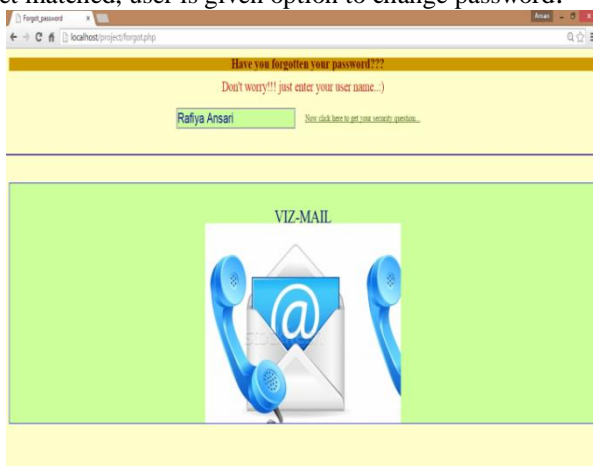 ct matched, user is given option to change password.
Forgot_password
Ansari
localhost/project/forgot.php
Have you forgotten your password???
Don't worry!!! just enter your user name..:)
Rafiya Ansari
Now click here to get your security question...
VIZ-MAIL
@